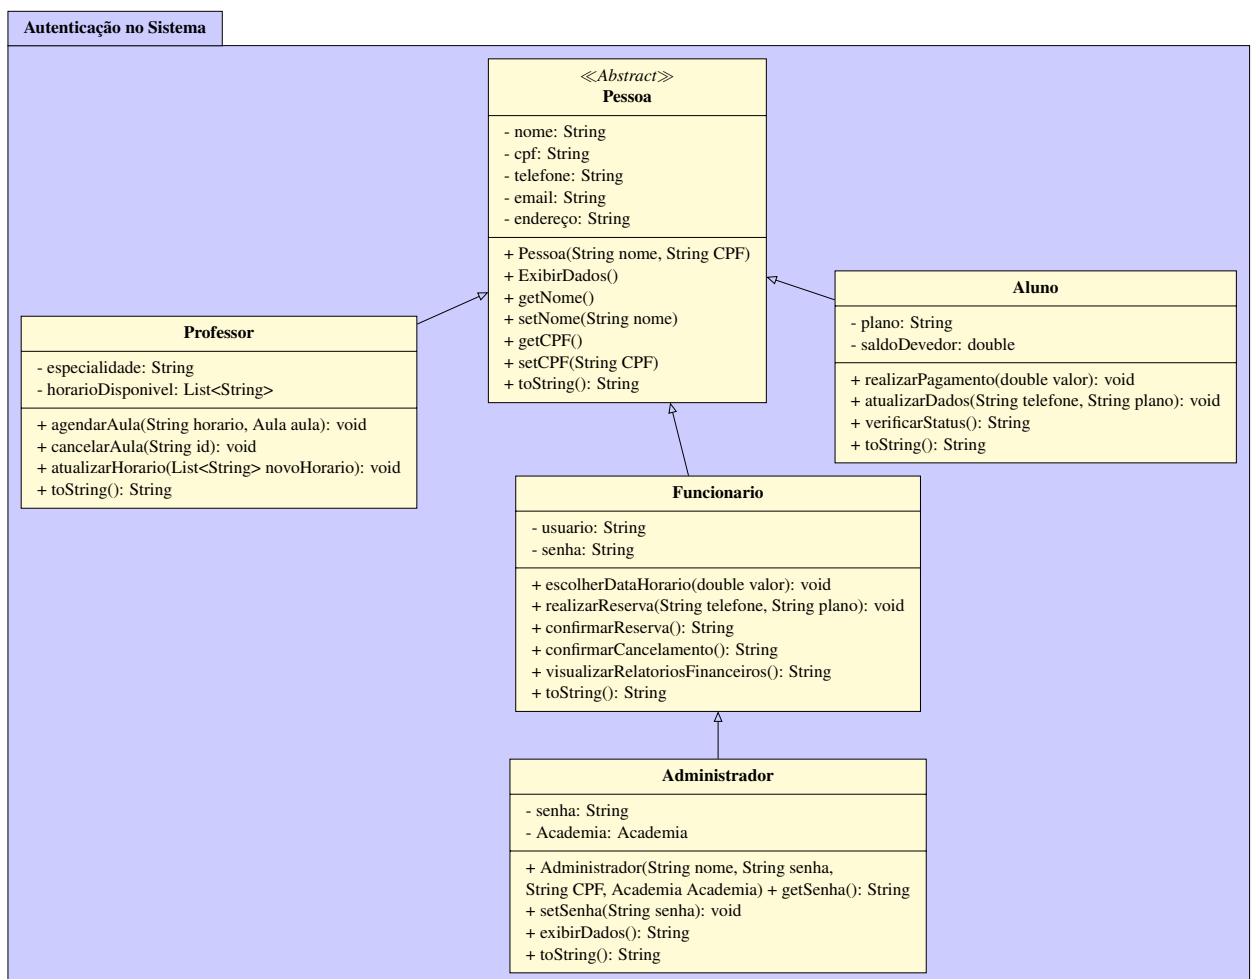 Autenticação no Sistema
≪Abstract≫
Pessoa
- nome: String
- cpf: String
- telefone: String
- email: String
- endereço: String
+ Pessoa(String nome, String CPF)
+ ExibirDados()
+ getNome()
+ setNome(String nome)
+ getCPF()
+ setCPF(String CPF)
+ toString(): String
Aluno
- plano: String
- saldoDevedor: double
+ realizarPagamento(double valor): void
+ atualizarDados(String telefone, String plano): void
+ verificarStatus(): String
+ toString(): String
Professor
- especialidade: String
- horarioDisponivel: List<String>
+ agendarAula(String horario, Aula aula): void
+ cancelarAula(String id): void
+ atualizarHorario(List<String> novoHorario): void
+ toString(): String
Funcionario
- usuario: String
- senha: String
+ escolherDataHorario(double valor): void
+ realizarReserva(String telefone, String plano): void
+ confirmarReserva(): String
+ confirmarCancelamento(): String
+ visualizarRelatoriosFinanceiros(): String
+ toString(): String
Administrador
- senha: String
- Academia: Academia
+ Administrador(String nome, String senha,
String CPF, Academia Academia) + getSenha(): String
+ setSenha(String senha): void
+ exibirDados(): String
+ toString(): String